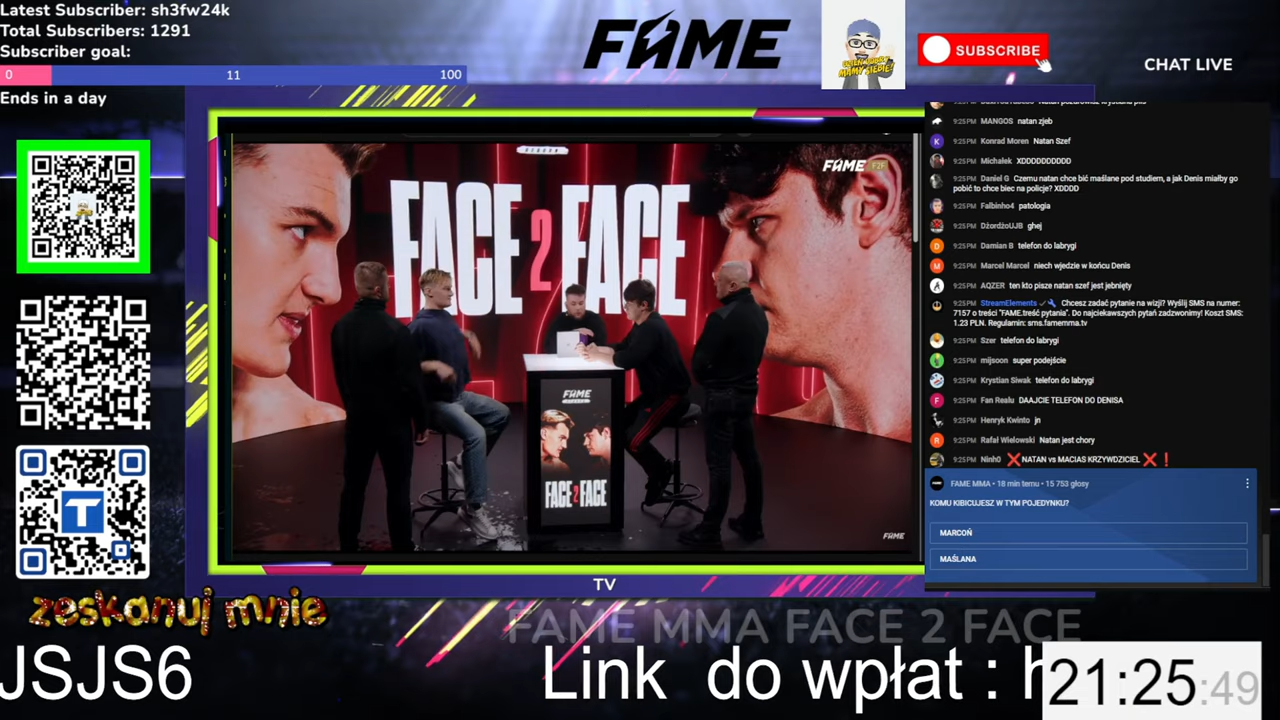 Latest Subscriber: sh3fw24k
Total Subscribers: 1291
Subscriber goal:
0 11 100
Ends in a day
FAME
SUBSCRIBE
CHAT LIVE
9:25PM MANGOS natan zjeb
K 9:25PM Konrad Moren Natan Szef
9:25PM Michałek XDDDDDDDDDD
9:25PM Daniel G Czemu natan chce bić maślane pod studiem, a jak Denis miałby go
pobić to chce biec na policje? XDDDD
9:25PM Falbinho4 patologia
9:25PM DżordżoUJB ghej
D 9:25PM Damian B telefon do labrygi
M 9:25PM Marcel Marcel niech wjedzie w końcu Denis
9:25PM AQZER ten kto pisze natan szef jest jebnięty
9:25PM StreamElements Chcesz zadać pytanie na wizji? Wyślij SMS na numer:
7157 o treści "FAME.treść pytania". Do najciekawszych pytań zadzwonimy! Koszt SMS:
1.23 PLN. Regulamin: sms.famemma.tv
9:25PM Szer telefon do labrygi
9:25PM mijsoon super podejście
9:25PM Krystian Siwak telefon do labrygi
F 9:25PM Fan Realu DAAJCIE TELEFON DO DENISA
9:25PM Henryk Kwinto jn
R 9:25PM Rafał Wielowski Natan jest chory
9:25PM Ninh0 ❌NATAN vs MACIAS KRZYWDZICIEL ❌❗
FAME MMA • 18 min temu • 15 753 głosy
KOMU KIBICUJESZ W TYM POJEDYNKU?
MARCOŃ
MAŚLANA
FAME F2F
FACE 2 FACE
FAME
FACE 2 FACE
FAME
T
TV
zeskanuj mnie
FAME MMA FACE 2 FACE
JSJS6
Link do wpłat : h
21:25:49